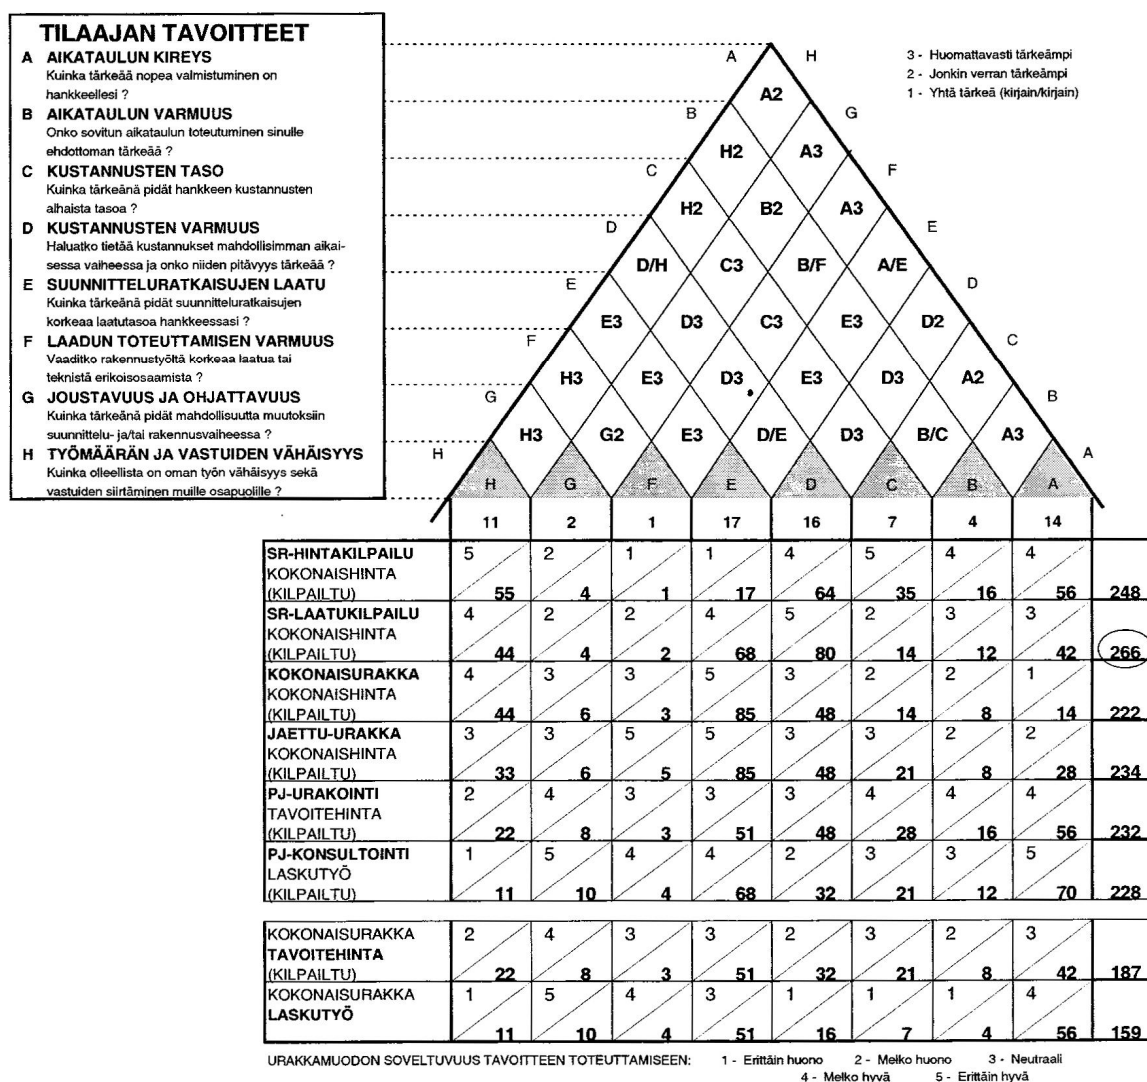 TILAAJAN TAVOITTEET
A AIKATAULUN KIREYS
Kuinka tärkeää nopea valmistuminen on
hankkeellesi ?
B AIKATAULUN VARMUUS
Onko sovitun aikataulun toteutuminen sinulle
ehdottoman tärkeää ?
C KUSTANNUSTEN TASO
Kuinka tärkeänä pidät hankkeen kustannusten
alhaista tasoa ?
D KUSTANNUSTEN VARMUUS
Haluatko tietää kustannukset mahdollisimman aikai-
sessa vaiheessa ja onko niiden pitävyys tärkeää ?
E SUUNNITTELURATKAISUJEN LAATU
Kuinka tärkeänä pidät suunnitteluratkaisujen
korkeaa laatutasoa hankkeessasi ?
F LAADUN TOTEUTTAMISEN VARMUUS
Vaaditko rakennustyöltä korkeaa laatua tai
teknistä erikoisosaamista ?
G JOUSTAVUUS JA OHJATTAVUUS
Kuinka tärkeänä pidät mahdollisuutta muutoksiin
suunnittelu- ja/tai rakennusvaiheessa ?
H TYÖMÄÄRÄN JA VASTUIDEN VÄHÄISYYS
Kuinka olleellista on oman työn vähäisyys sekä
vastuiden siirtäminen muille osapuolille ?
3 - Huomattavasti tärkeämpi
2 - Jonkin verran tärkeämpi
1 - Yhtä tärkeä (kirjain/kirjain)
A H
A2
B G
H2 A3
C F
H2 B2 A3
D E
D/H C3 B/F A/E
E D
E3 D3 C3 E3 D2
F C
H3 E3 D3 E3 D3 A2
G B
H3 G2 E3 D/E D3 B/C A3
H A
H G F E D C B A
11 2 1 17 16 7 4 14
SR-HINTAKILPAILU 5 2 1 1 4 5 4 4
KOKONAISHINTA
(KILPAILTU) 55 4 1 17 64 35 16 56 248
SR-LAATUKILPAILU 4 2 2 4 5 2 3 3
KOKONAISHINTA
(KILPAILTU) 44 4 2 68 80 14 12 42 266
KOKONAISURAKKA 4 3 3 5 3 2 2 1
KOKONAISHINTA
(KILPAILTU) 44 6 3 85 48 14 8 14 222
JAETTU-URAKKA 3 3 5 5 3 3 2 2
KOKONAISHINTA
(KILPAILTU) 33 6 5 85 48 21 8 28 234
PJ-URAKOINTI 2 4 3 3 3 4 4 4
TAVOITEHINTA
(KILPAILTU) 22 8 3 51 48 28 16 56 232
PJ-KONSULTOINTI 1 5 4 4 2 3 3 5
LASKUTYÖ
(KILPAILTU) 11 10 4 68 32 21 12 70 228
KOKONAISURAKKA 2 4 3 3 2 3 2 3
TAVOITEHINTA
(KILPAILTU) 22 8 3 51 32 21 8 42 187
KOKONAISURAKKA 1 5 4 3 1 1 1 4
LASKUTYÖ
11 10 4 51 16 7 4 56 159
URAKKAMUODON SOVELTUVUUS TAVOITTEEN TOTEUTTAMISEEN: 1 - Erittäin huono 2 - Melko huono 3 - Neutraali
4 - Melko hyvä 5 - Erittäin hyvä